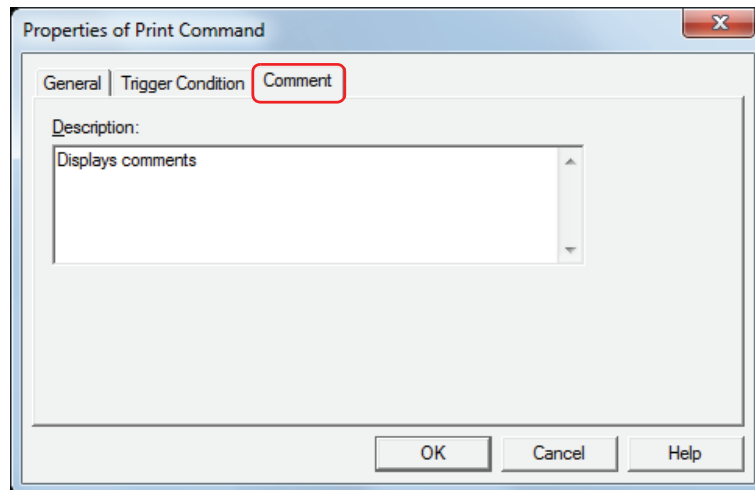 Properties of Print Command
General Trigger Condition Comment
Description:
Displays comments
OK Cancel Help